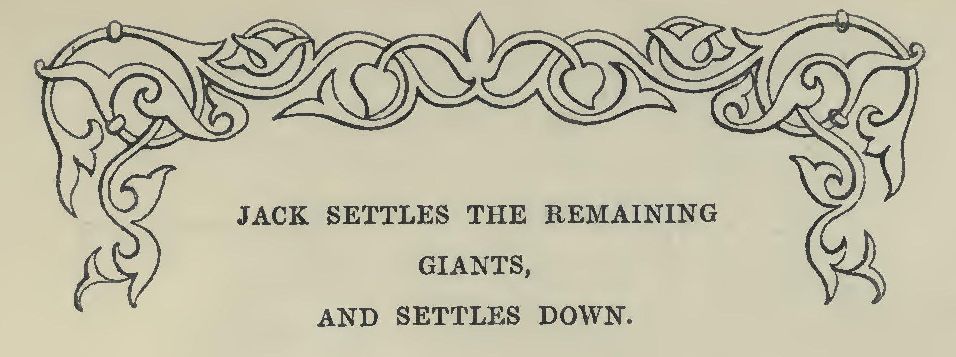 JACK SETTLES THE REMAINING
GIANTS,
AND SETTLES DOWN.